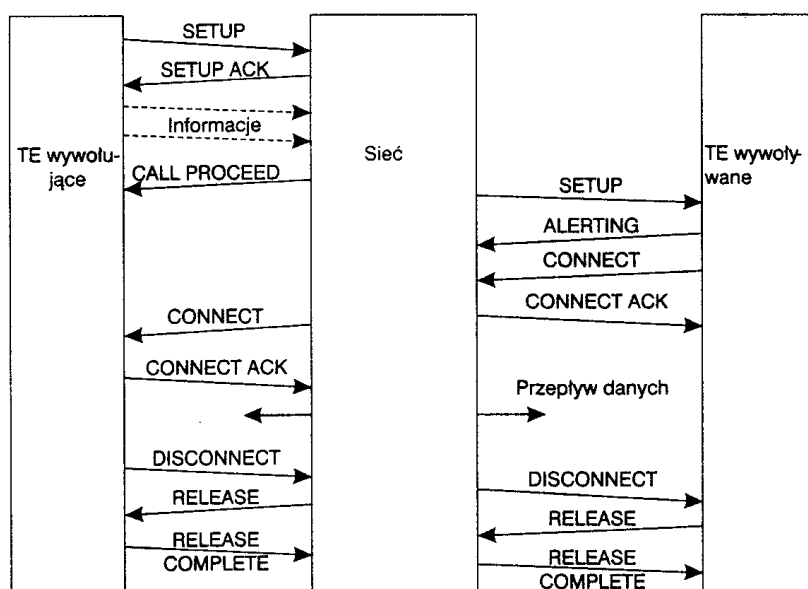 SETUP
SETUP ACK
Informacje
TE wywołu-
jące
Sieć
TE wywoły-
wane
CALL PROCEED
SETUP
ALERTING
CONNECT
CONNECT ACK
CONNECT
CONNECT ACK
Przepływ danych
DISCONNECT
DISCONNECT
RELEASE
RELEASE
RELEASE
COMPLETE
RELEASE
COMPLETE